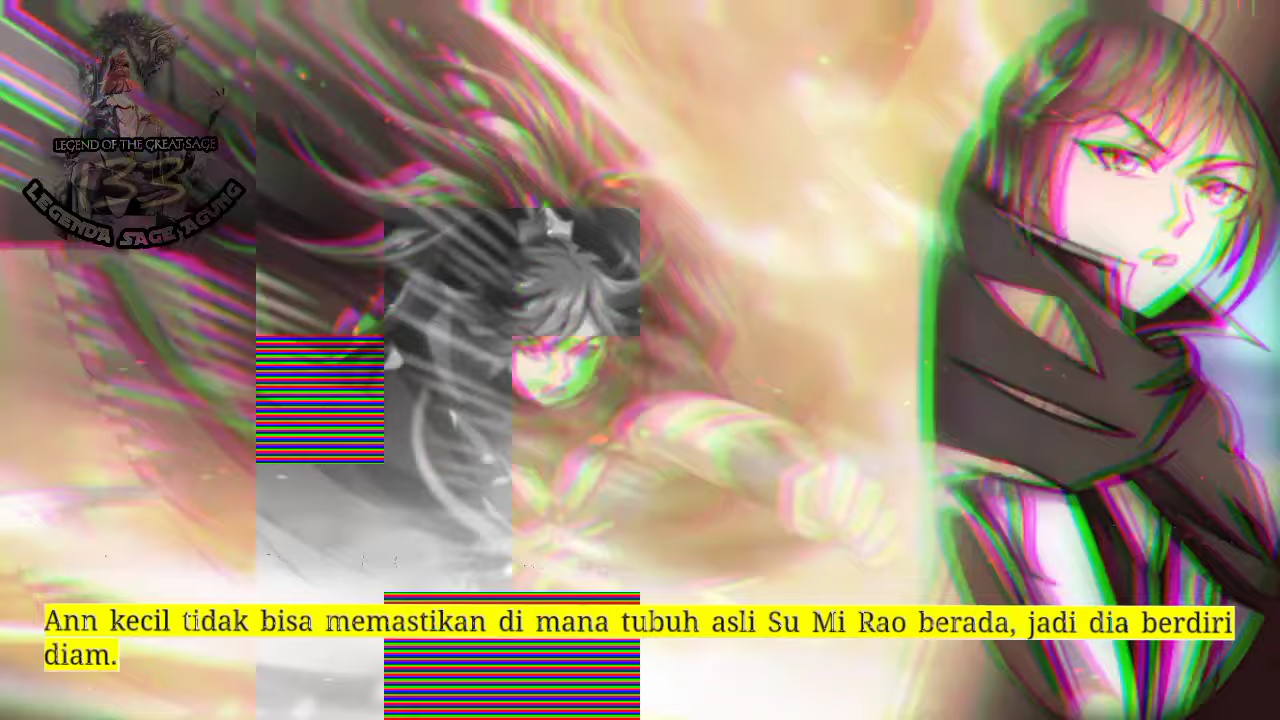 LEGEND OF THE GREAT SAGE
33
LEGENDA SAGE AGUNG
Ann kecil tidak bisa memastikan di mana tubuh asli Su Mi Rao berada, jadi dia berdiri
diam.